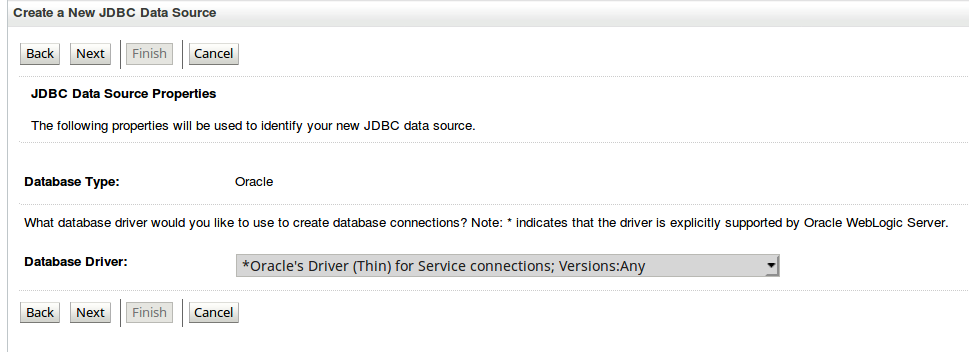 Create a New JDBC Data Source
Back Next Finish Cancel
JDBC Data Source Properties
The following properties will be used to identify your new JDBC data source.
Database Type: Oracle
What database driver would you like to use to create database connections? Note: * indicates that the driver is explicitly supported by Oracle WebLogic Server.
Database Driver: *Oracle's Driver (Thin) for Service connections; Versions:Any
Back Next Finish Cancel